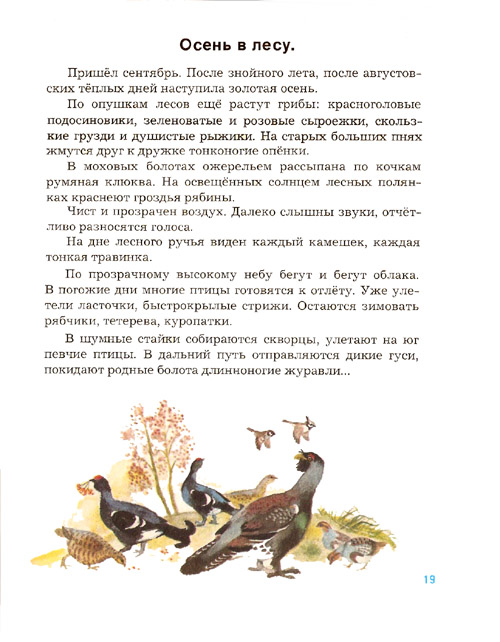 Осень в лесу.
Пришёл сентябрь. После знойного лета, после августов-
ских тёплых дней наступила золотая осень.
По опушкам лесов ещё растут грибы: красноголовые
подосиновики, зеленоватые и розовые сыроежки, скольз-
кие грузди и душистые рыжики. На старых больших пнях
жмутся друг к дружке тонконогие опёнки.
В моховых болотах ожерельем рассыпана по кочкам
румяная клюква. На освещённых солнцем лесных полян-
ках краснеют гроздья рябины.
Чист и прозрачен воздух. Далеко слышны звуки, отчёт-
ливо разносятся голоса.
На дне лесного ручья виден каждый камешек, каждая
тонкая травинка.
По прозрачному высокому небу бегут и бегут облака.
В погожие дни многие птицы готовятся к отлёту. Уже уле-
тели ласточки, быстрокрылые стрижи. Остаются зимовать
рябчики, тетерева, куропатки.
В шумные стайки собираются скворцы, улетают на юг
певчие птицы. В дальний путь отправляются дикие гуси,
покидают родные болота длинноногие журавли...
19